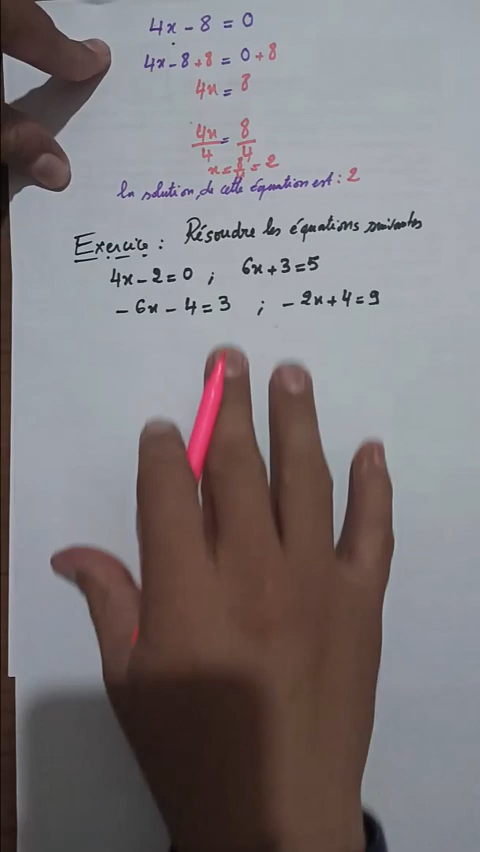 4x - 8 = 0
4x - 8 + 8 = 0 + 8
4x = 8
4x/4 = 8/4
x = 8/4 = 2
la solution de cette équation est : 2
Exercice : Résoudre les équations suivantes
4x - 2 = 0 ; 6x + 3 = 5
- 6x - 4 = 3 ; - 2x + 4 = 9